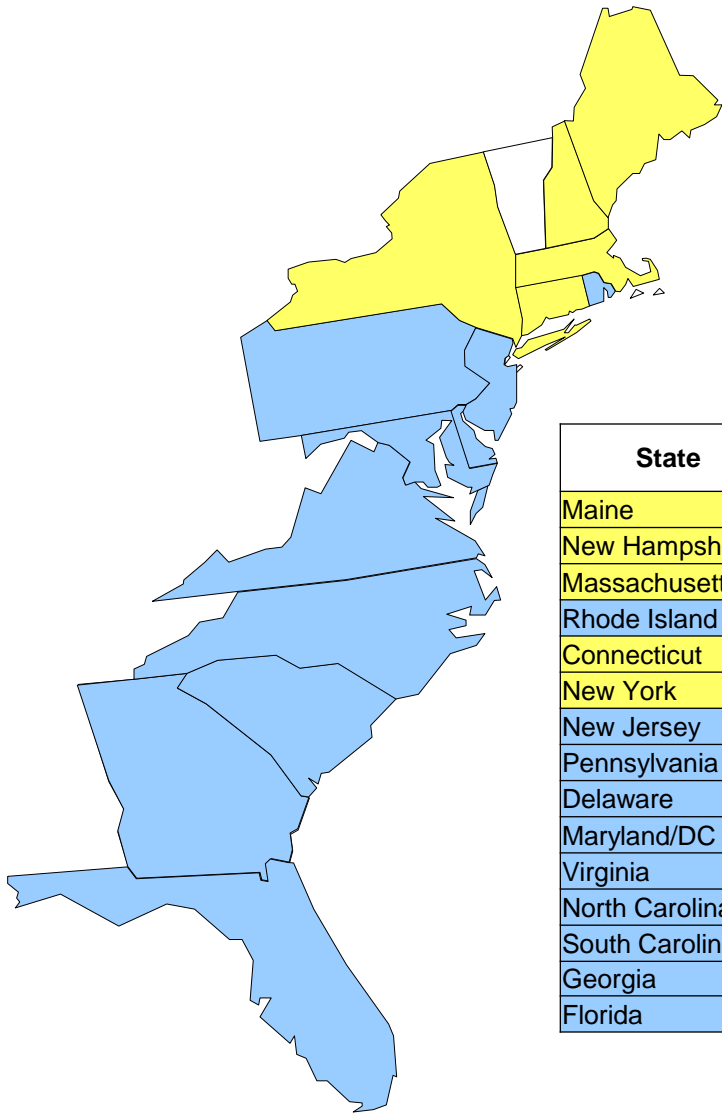 State
Maine
New Hampsh
Massachusett
Rhode Island
Connecticut
New York
New Jersey
Pennsylvania
Delaware
Maryland/DC
Virginia
North Carolina
South Carolin
Georgia
Florida